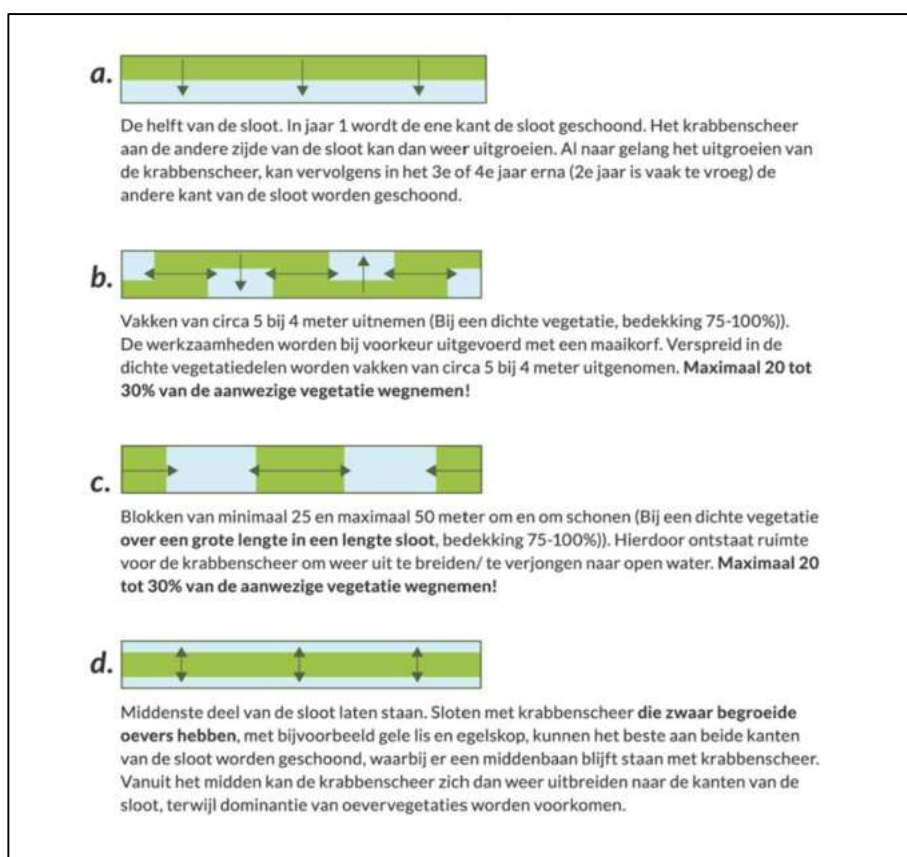 a.
De helft van de sloot. In jaar 1 wordt de ene kant de sloot geschoond. Het krabbenscheer
aan de andere zijde van de sloot kan dan weer uitgroeien. Al naar gelang het uitgroeien van
de krabbenscheer, kan vervolgens in het 3e of 4e jaar erna (2e jaar is vaak te vroeg) de
andere kant van de sloot worden geschoond.
b.
Vakken van circa 5 bij 4 meter uitnemen (Bij een dichte vegetatie, bedekking 75-100%)).
De werkzaamheden worden bij voorkeur uitgevoerd met een maaikorf. Verspreid in de
dichte vegetatiedelen worden vakken van circa 5 bij 4 meter uitgenomen. Maximaal 20 tot
30% van de aanwezige vegetatie wegnemen!
c.
Blokken van minimaal 25 en maximaal 50 meter om en om schonen (Bij een dichte vegetatie
over een grote lengte in een lengte sloot, bedekking 75-100%)). Hierdoor ontstaat ruimte
voor de krabbenscheer om weer uit te breiden/ te verjongen naar open water. Maximaal 20
tot 30% van de aanwezige vegetatie wegnemen!
d.
Middenste deel van de sloot laten staan. Sloten met krabbenscheer die zwaar begroeide
oevers hebben, met bijvoorbeeld gele lis en egelskop, kunnen het beste aan beide kanten
van de sloot worden geschoond, waarbij er een middenbaan blijft staan met krabbenscheer.
Vanuit het midden kan de krabbenscheer zich dan weer uitbreiden naar de kanten van de
sloot, terwijl dominantie van oevervegetaties worden voorkomen.